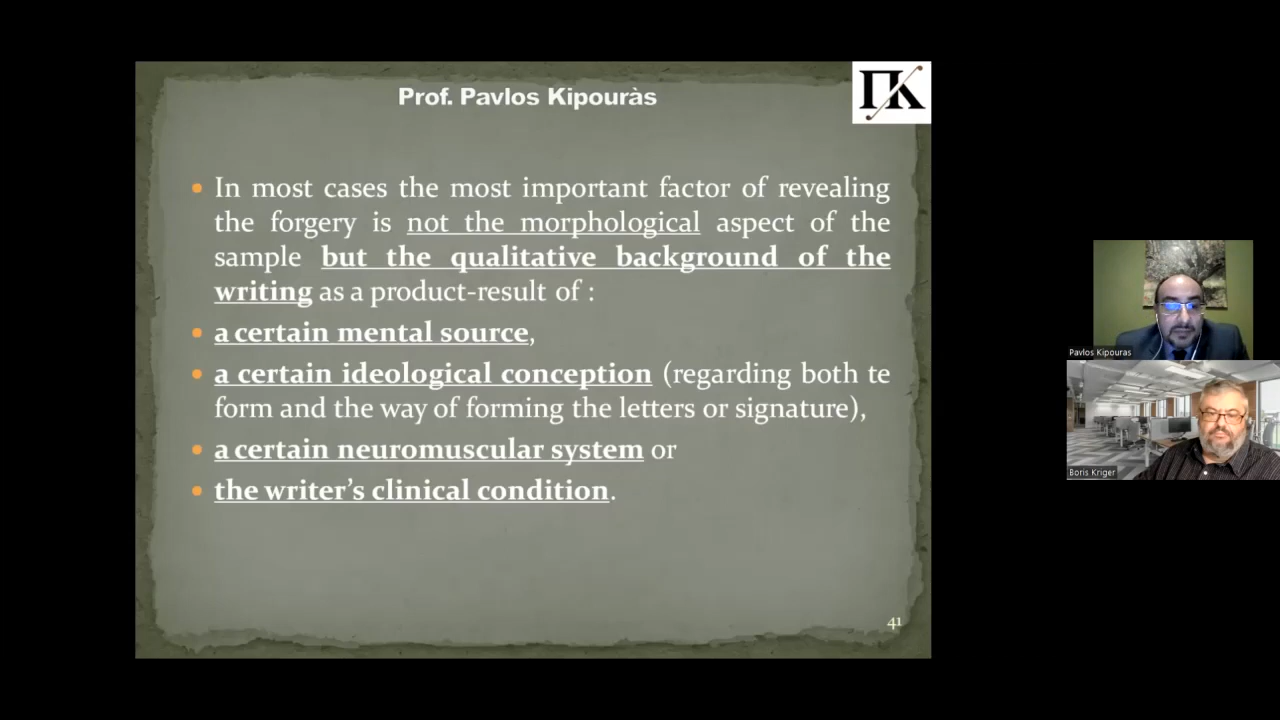 Prof. Pavlos Kipouràs
ΠΚ
In most cases the most important factor of revealing
the forgery is not the morphological aspect of the
sample but the qualitative background of the
writing as a product-result of :
a certain mental source,
a certain ideological conception (regarding both te
form and the way of forming the letters or signature),
a certain neuromuscular system or
the writer’s clinical condition.
41
Pavlos Kipouras
Boris Kriger